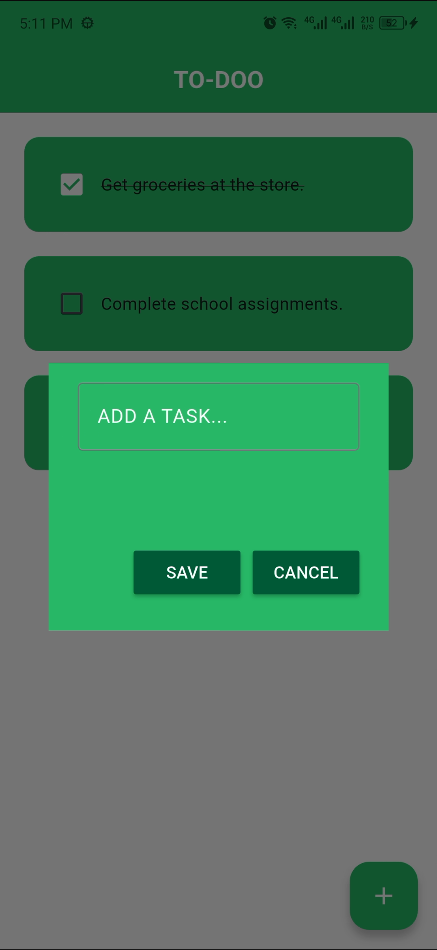 5:11 PM
4G 4G 210 B/S 52
TO-DOO
Get groceries at the store.
Complete school assignments.
ADD A TASK...
SAVE CANCEL
+